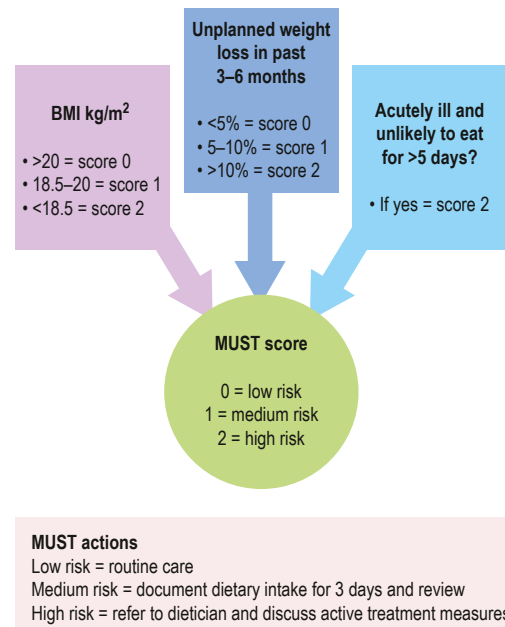 BMI kg/m²
• >20 = score 0
• 18.5–20 = score 1
• <18.5 = score 2
Unplanned weight
loss in past
3–6 months
• <5% = score 0
• 5–10% = score 1
• >10% = score 2
Acutely ill and
unlikely to eat
for >5 days?
• If yes = score 2
MUST score
0 = low risk
1 = medium risk
2 = high risk
MUST actions
Low risk = routine care
Medium risk = document dietary intake for 3 days and review
High risk = refer to dietician and discuss active treatment measures